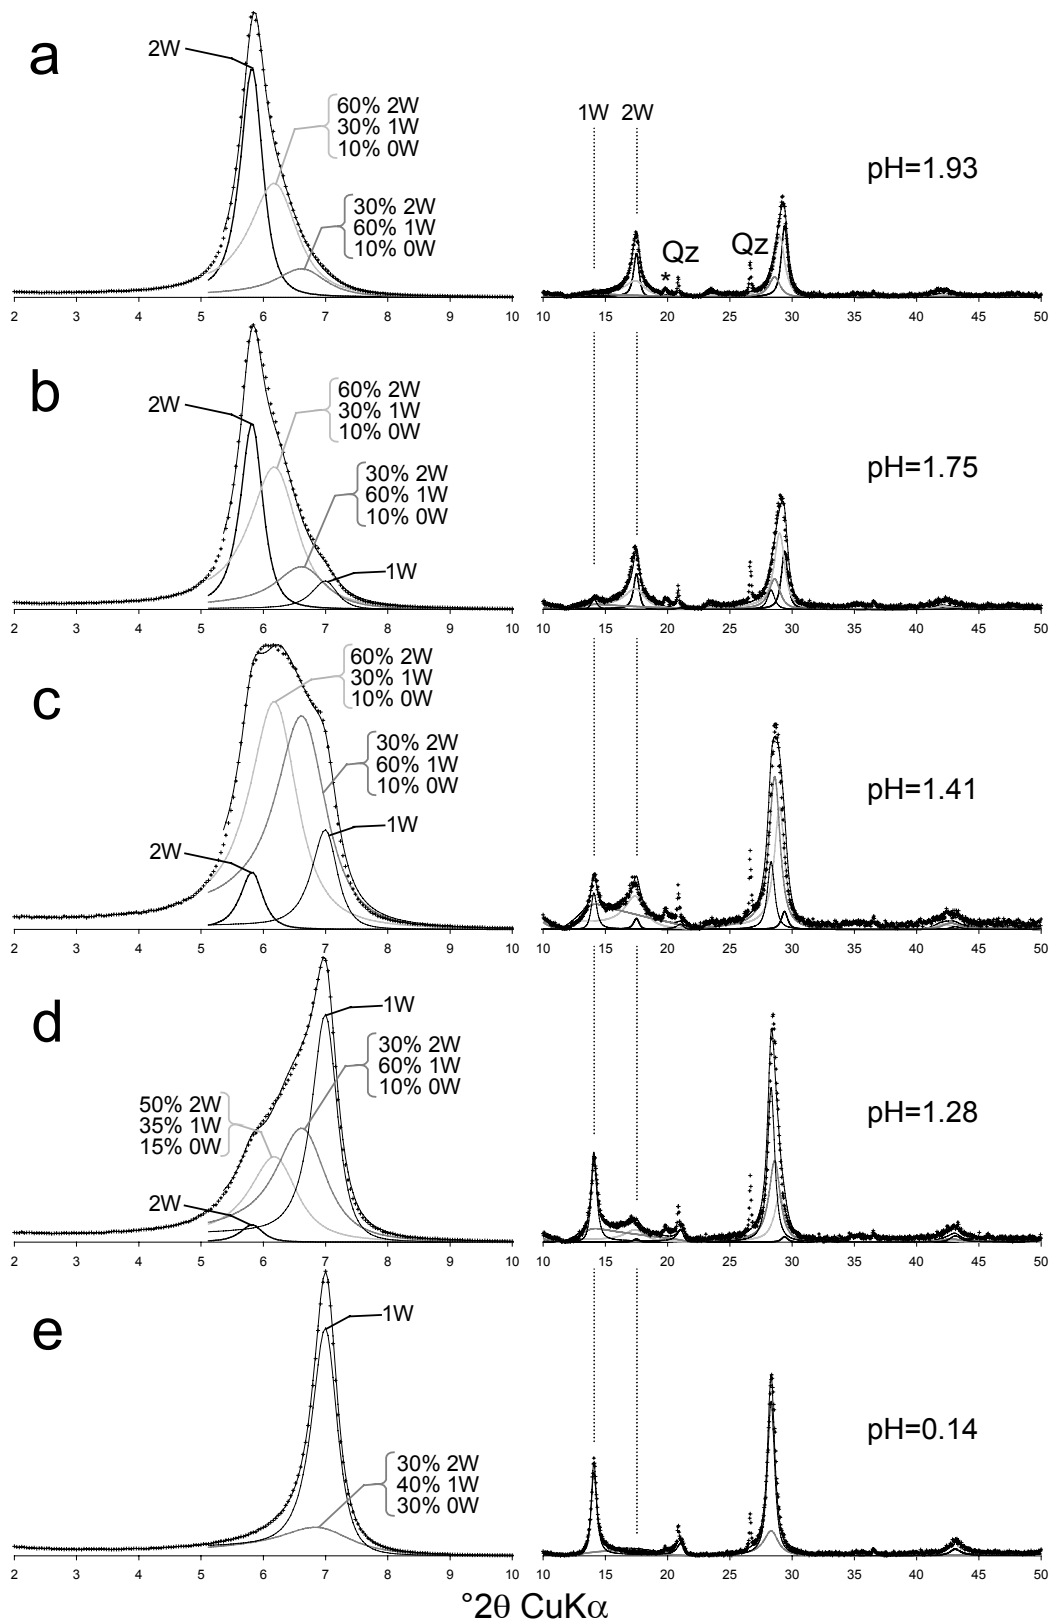 a
2W
60% 2W
30% 1W
10% 0W
30% 2W
60% 1W
10% 0W
1W 2W
pH=1.93
* Qz Qz
2 3 4 5 6 7 8 9 10
10 15 20 25 30 35 40 45 50
b
2W
60% 2W
30% 1W
10% 0W
30% 2W
60% 1W
10% 0W
1W
pH=1.75
2 3 4 5 6 7 8 9 10
10 15 20 25 30 35 40 45 50
c
60% 2W
30% 1W
10% 0W
30% 2W
60% 1W
10% 0W
1W
2W
pH=1.41
2 3 4 5 6 7 8 9 10
10 15 20 25 30 35 40 45 50
d
1W
30% 2W
60% 1W
10% 0W
50% 2W
35% 1W
15% 0W
2W
pH=1.28
2 3 4 5 6 7 8 9 10
10 15 20 25 30 35 40 45 50
e
1W
30% 2W
40% 1W
30% 0W
pH=0.14
2 3 4 5 6 7 8 9 10
10 15 20 25 30 35 40 45 50
°2θ CuKα